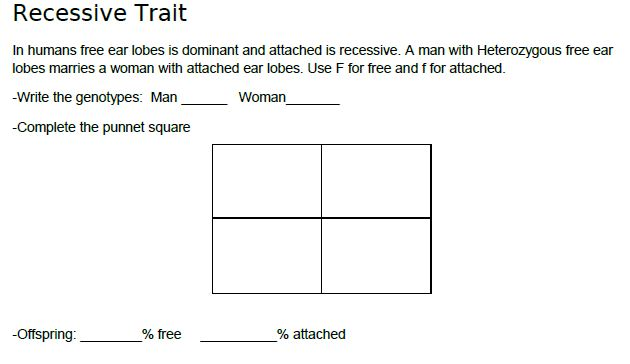 Recessive Trait
In humans free ear lobes is dominant and attached is recessive. A man with Heterozygous free ear
lobes marries a woman with attached ear lobes. Use F for free and f for attached.
-Write the genotypes: Man ______ Woman_______
-Complete the punnet square
-Offspring: ________% free __________% attached